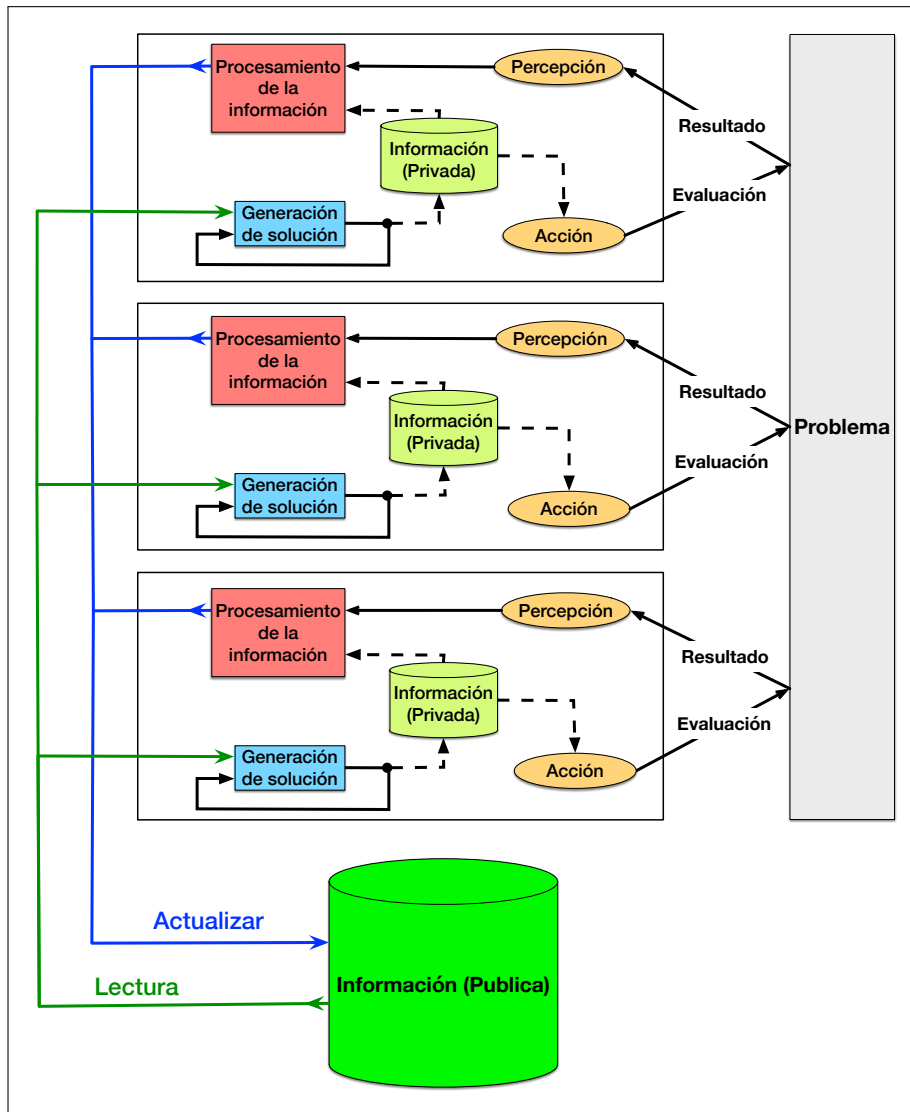 Procesamiento
de la
información
Percepción
Resultado
Información
(Privada)
Evaluación
Generación
de solución
Acción
Procesamiento
de la
información
Percepción
Resultado
Información
(Privada)
Problema
Evaluación
Generación
de solución
Acción
Procesamiento
de la
información
Percepción
Resultado
Información
(Privada)
Evaluación
Generación
de solución
Acción
Actualizar
Información (Publica)
Lectura